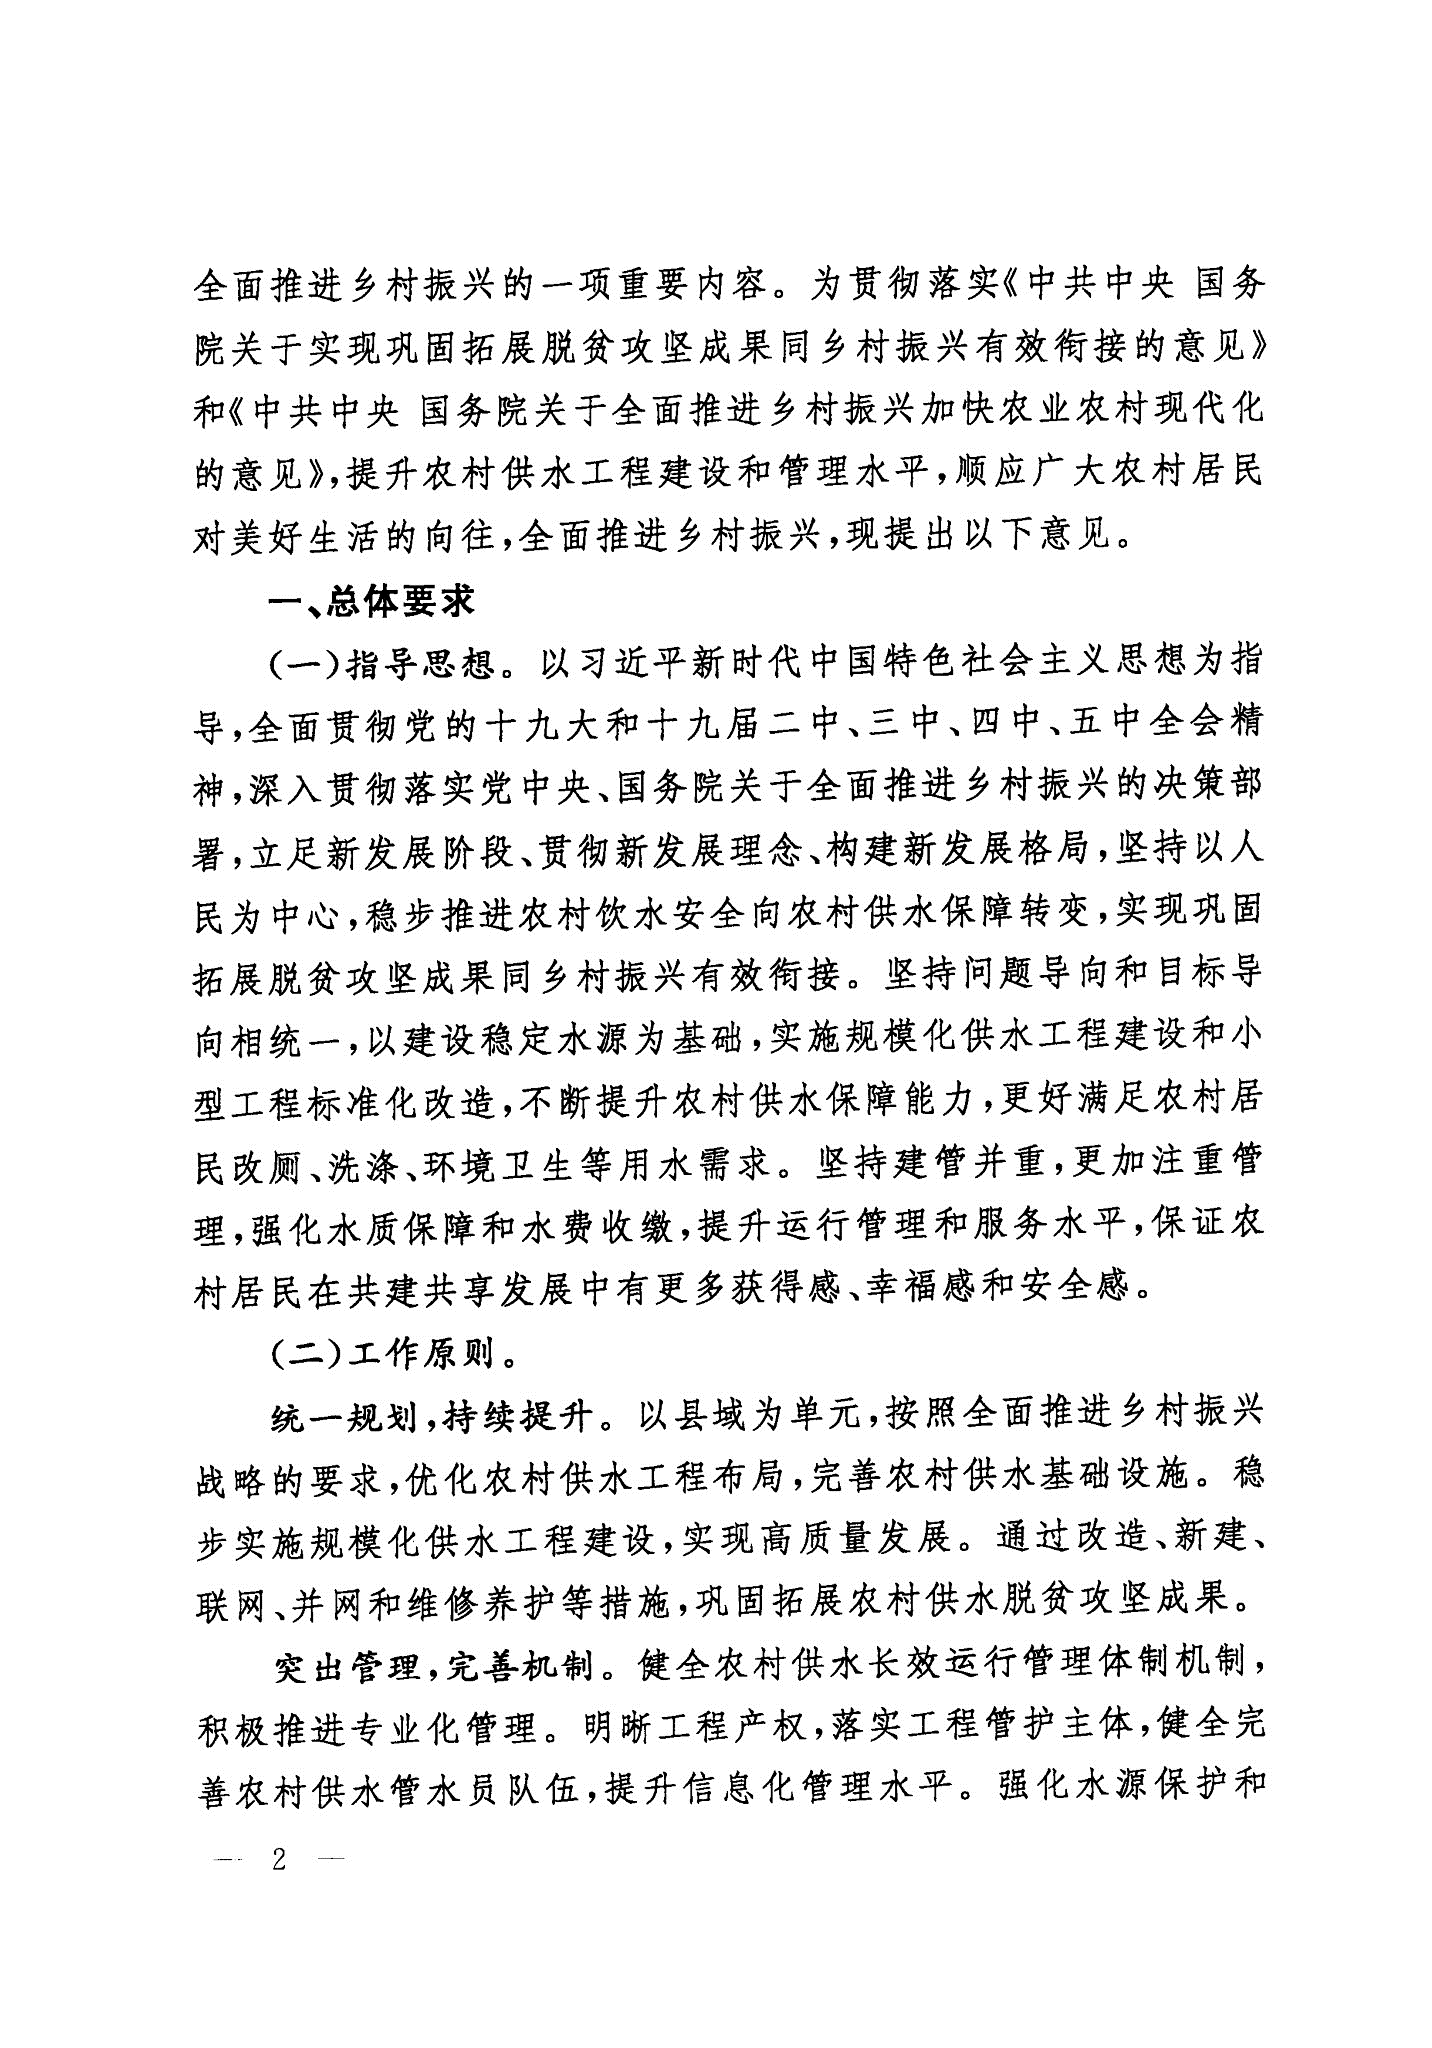 全面推进乡村振兴的一项重要内容。为贯彻落实《中共中央 国务
院关于实现巩固拓展脱贫攻坚成果同乡村振兴有效衔接的意见》
和《中共中央 国务院关于全面推进乡村振兴加快农业农村现代化
的意见》,提升农村供水工程建设和管理水平,顺应广大农村居民
对美好生活的向往,全面推进乡村振兴,现提出以下意见。
一、总体要求
(一)指导思想。以习近平新时代中国特色社会主义思想为指
导,全面贯彻党的十九大和十九届二中、三中、四中、五中全会精
神,深入贯彻落实党中央、国务院关于全面推进乡村振兴的决策部
署,立足新发展阶段、贯彻新发展理念、构建新发展格局,坚持以人
民为中心,稳步推进农村饮水安全向农村供水保障转变,实现巩固
拓展脱贫攻坚成果同乡村振兴有效衔接。坚持问题导向和目标导
向相统一,以建设稳定水源为基础,实施规模化供水工程建设和小
型工程标准化改造,不断提升农村供水保障能力,更好满足农村居
民改厕、洗涤、环境卫生等用水需求。坚持建管并重,更加注重管
理,强化水质保障和水费收缴,提升运行管理和服务水平,保证农
村居民在共建共享发展中有更多获得感、幸福感和安全感。
(二)工作原则。
统一规划,持续提升。以县域为单元,按照全面推进乡村振兴
战略的要求,优化农村供水工程布局,完善农村供水基础设施。稳
步实施规模化供水工程建设,实现高质量发展。通过改造、新建、
联网、并网和维修养护等措施,巩固拓展农村供水脱贫攻坚成果。
突出管理,完善机制。健全农村供水长效运行管理体制机制,
积极推进专业化管理。明晰工程产权,落实工程管护主体,健全完
善农村供水管水员队伍,提升信息化管理水平。强化水源保护和
— 2 —